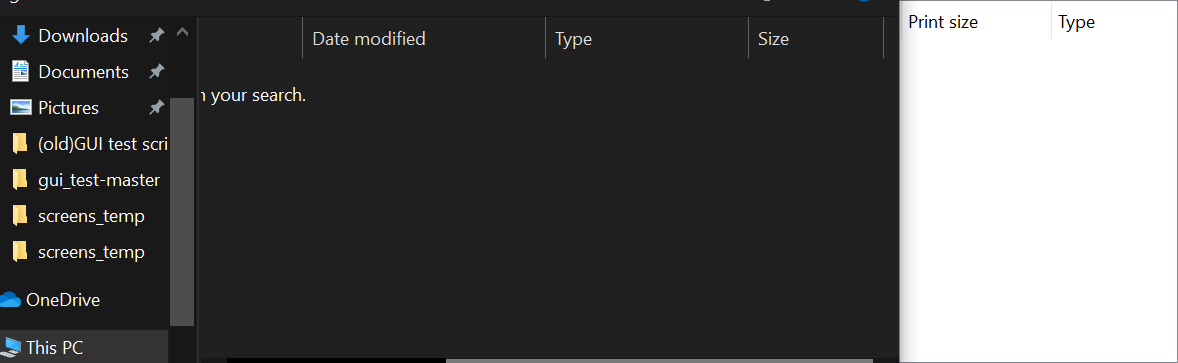 Downloads
Documents
Pictures
(old)GUI test scri
gui_test-master
screens_temp
screens_temp
OneDrive
This PC
Date modified Type Size
your search.
Print size Type